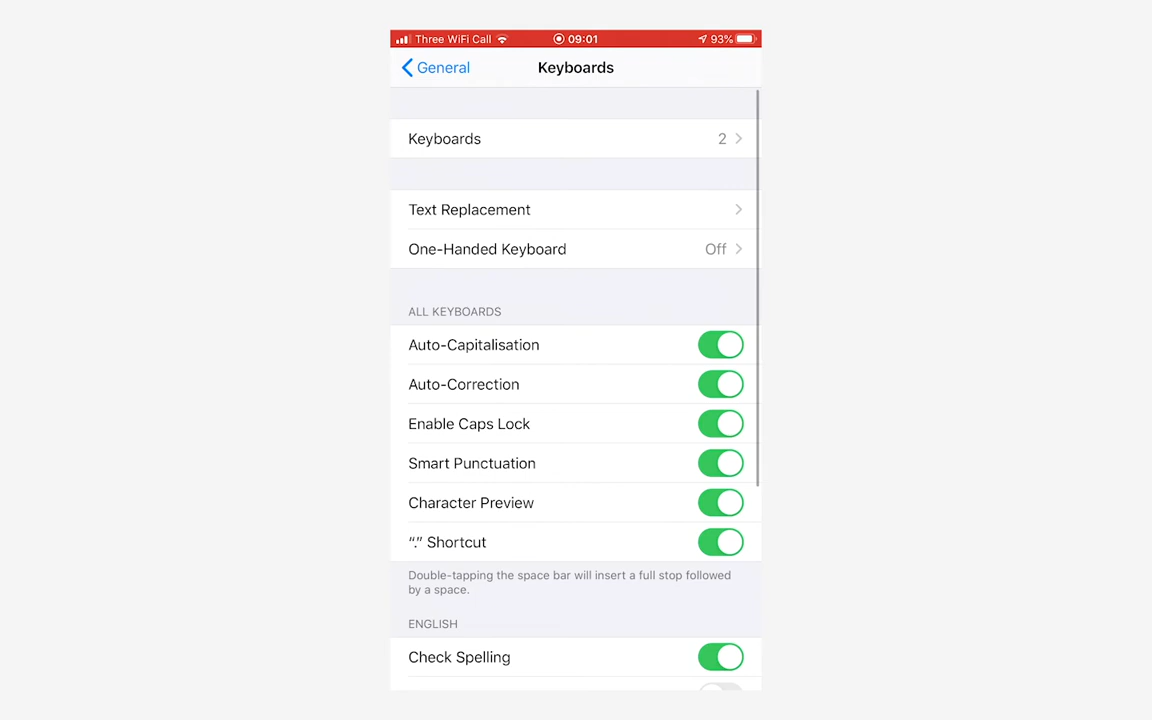 Three WiFi Call 09:01 93%
General Keyboards
Keyboards 2
Text Replacement
One-Handed Keyboard Off
ALL KEYBOARDS
Auto-Capitalisation
Auto-Correction
Enable Caps Lock
Smart Punctuation
Character Preview
“.” Shortcut
Double-tapping the space bar will insert a full stop followed
by a space.
ENGLISH
Check Spelling